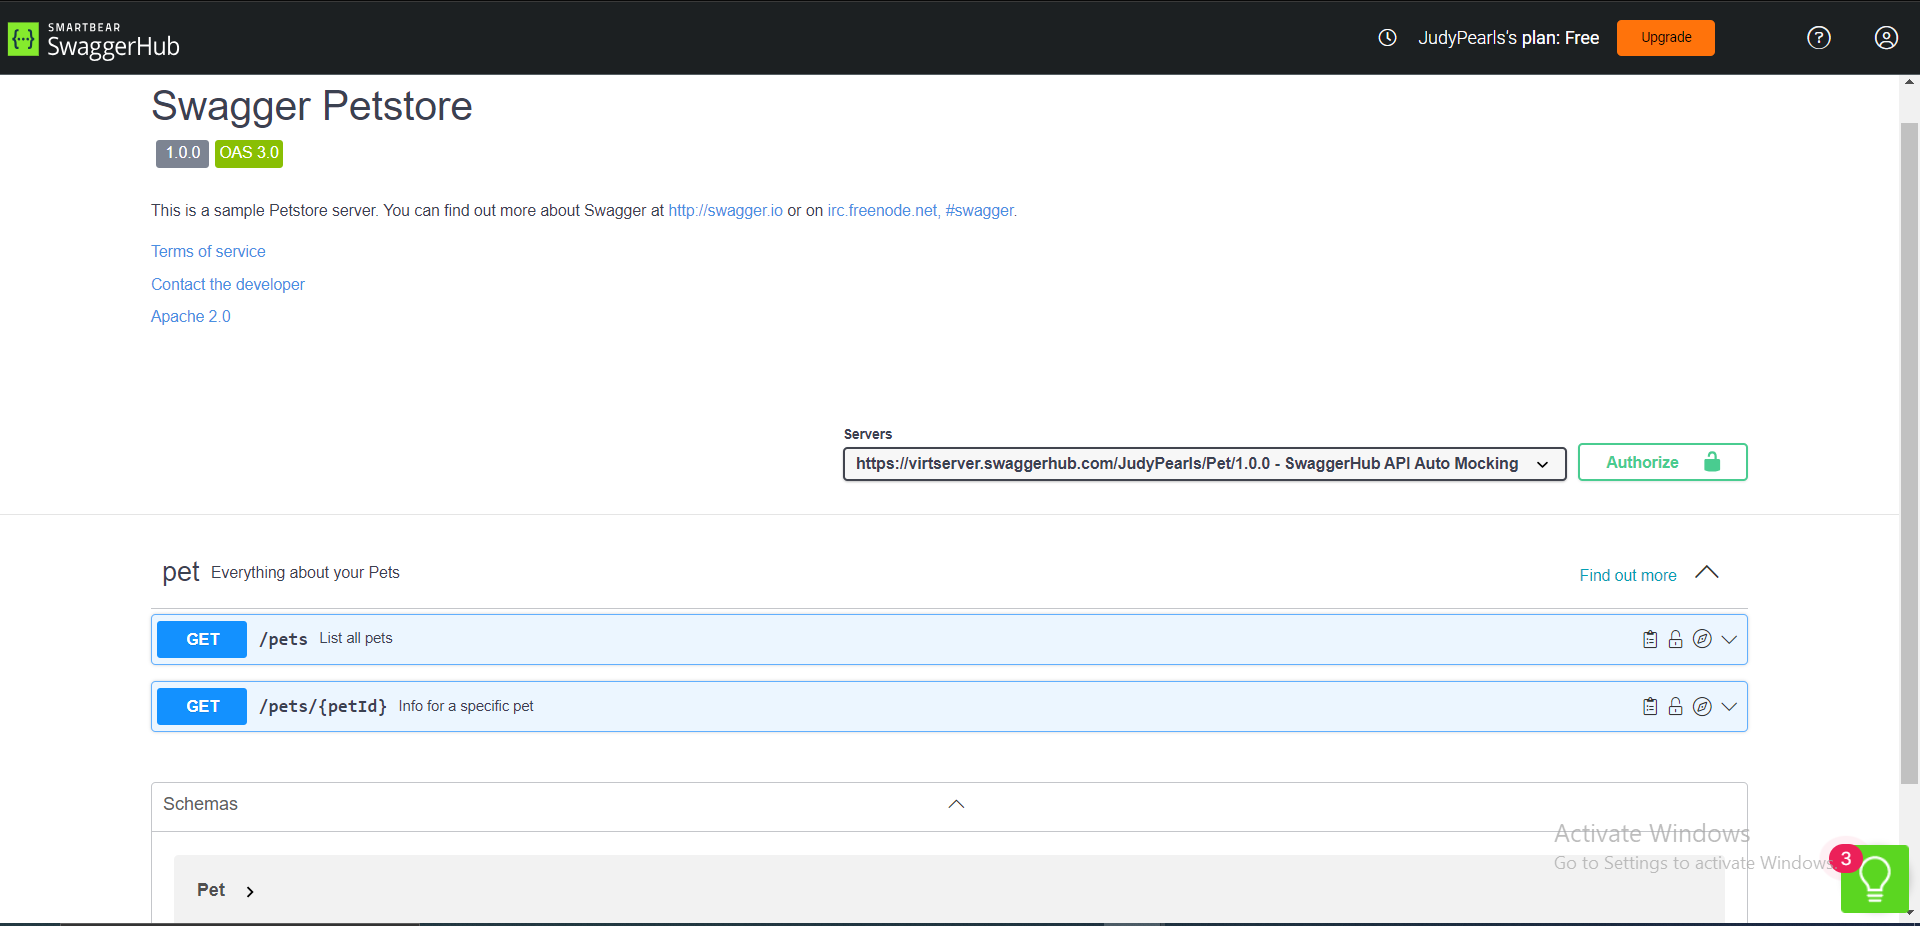 SMARTBEAR
SwaggerHub
JudyPearls's plan: Free
Upgrade
Swagger Petstore
1.0.0
OAS 3.0
This is a sample Petstore server. You can find out more about Swagger at http://swagger.io or on irc.freenode.net, #swagger.
Terms of service
Contact the developer
Apache 2.0
Servers
https://virtserver.swaggerhub.com/JudyPearls/Pet/1.0.0 - SwaggerHub API Auto Mocking
Authorize
pet Everything about your Pets
Find out more
GET /pets List all pets
GET /pets/{petId} Info for a specific pet
Schemas
Pet
Activate Windows
Go to Settings to activate Windows
3